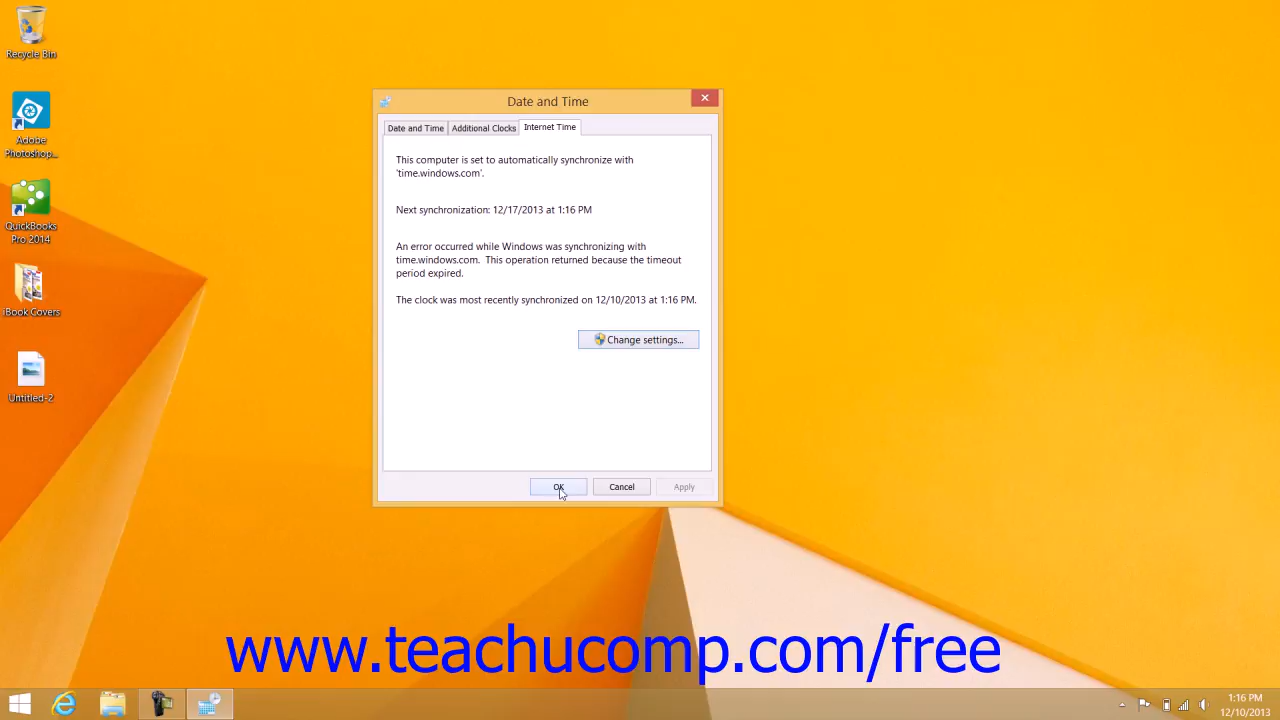 Recycle Bin
Adobe
Photoshop...
QuickBooks
Pro 2014
iBook Covers
Untitled-2
Date and Time
Date and Time
Additional Clocks
Internet Time
This computer is set to automatically synchronize with
'time.windows.com'.
Next synchronization: 12/17/2013 at 1:16 PM
An error occurred while Windows was synchronizing with
time.windows.com.  This operation returned because the timeout
period expired.
The clock was most recently synchronized on 12/10/2013 at 1:16 PM.
Change settings...
OK
Cancel
Apply
www.teachucomp.com/free
1:16 PM
12/10/2013